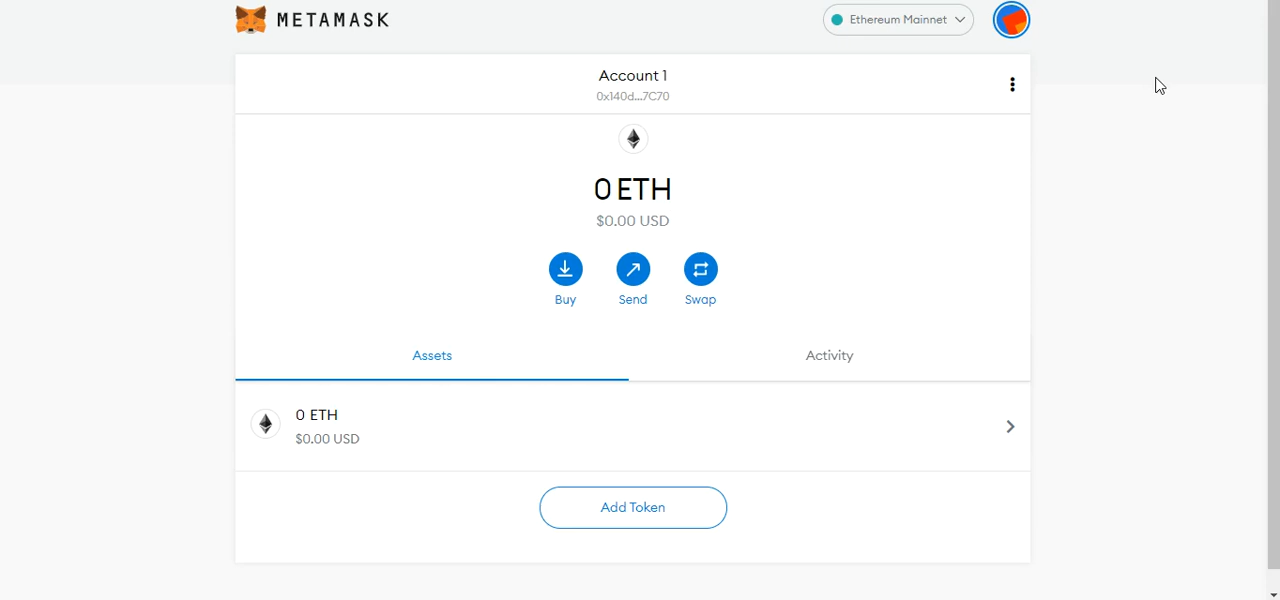 METAMASK
Ethereum Mainnet
Account 1
0x140d...7C70
0 ETH
$0.00 USD
Buy
Send
Swap
Assets
Activity
0 ETH
$0.00 USD
Add Token